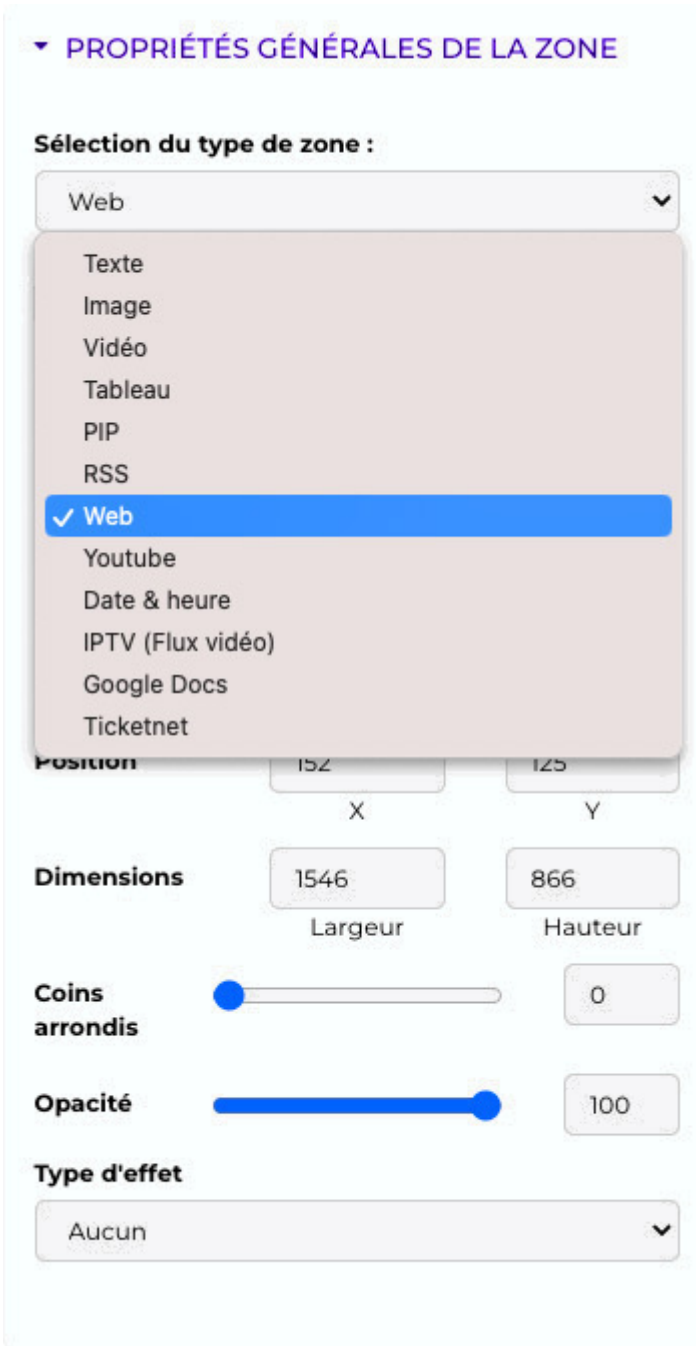 PROPRIÉTÉS GÉNÉRALES DE LA ZONE
Sélection du type de zone :
Web
Texte
Image
Vidéo
Tableau
PIP
RSS
✓ Web
Youtube
Date & heure
IPTV (Flux vidéo)
Google Docs
Ticketnet
Position 152 125
X Y
Dimensions 1546 866
Largeur Hauteur
Coins 0
arrondis
Opacité 100
Type d'effet
Aucun